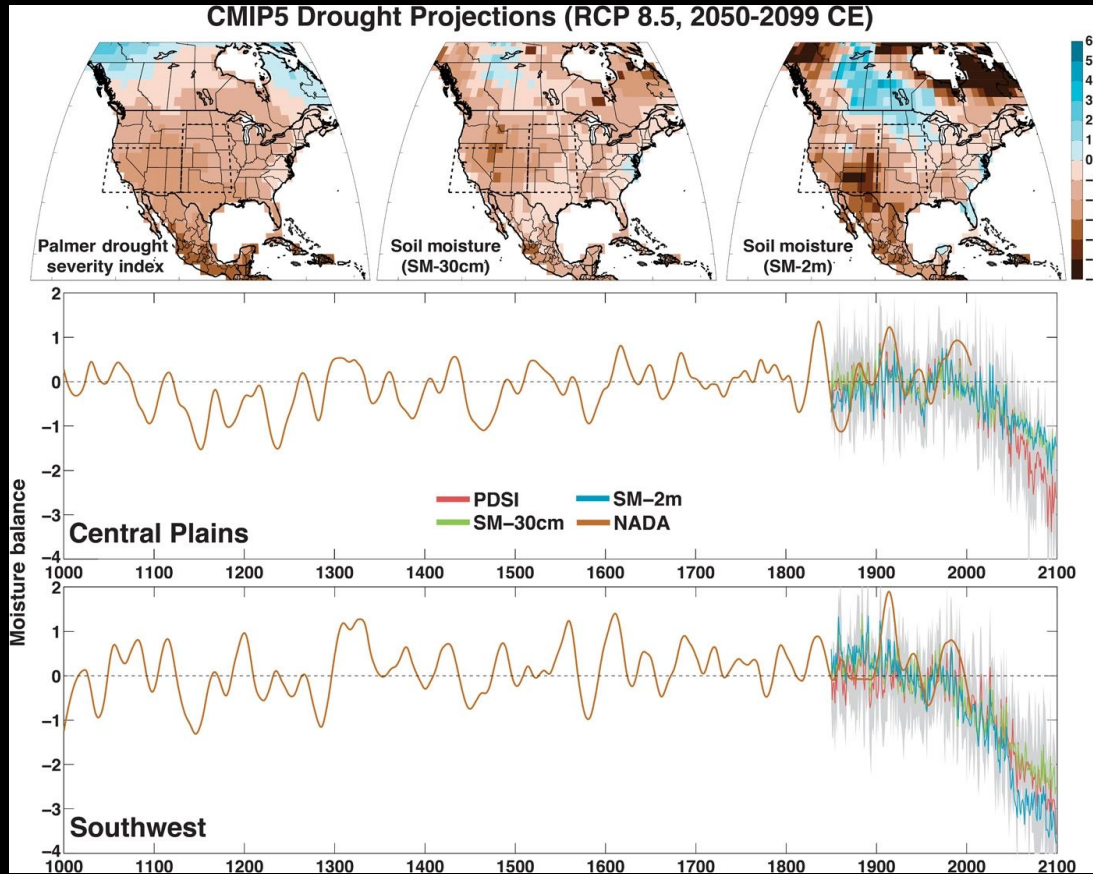 CMIP5 Drought Projections (RCP 8.5, 2050-2099 CE)
Palmer drought
severity index
Soil moisture
(SM-30cm)
Soil moisture
(SM-2m)
6
5
4
3
2
1
0
Moisture balance
2
1
0
−1
−2
−3
−4
PDSI
SM−2m
SM−30cm
NADA
Central Plains
1000 1100 1200 1300 1400 1500 1600 1700 1800 1900 2000 2100
2
1
0
−1
−2
−3
−4
Southwest
1000 1100 1200 1300 1400 1500 1600 1700 1800 1900 2000 2100